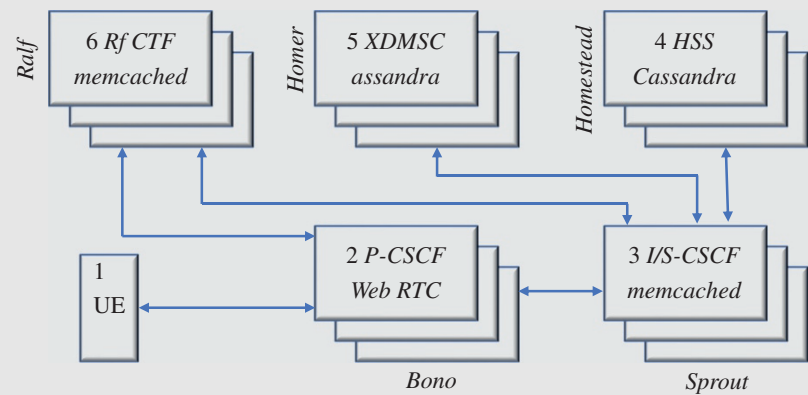 Ralf
6 Rf CTF
memcached
Homer
5 XDMSC
assandra
Homestead
4 HSS
Cassandra
1
UE
2 P-CSCF
Web RTC
Bono
3 I/S-CSCF
memcached
Sprout